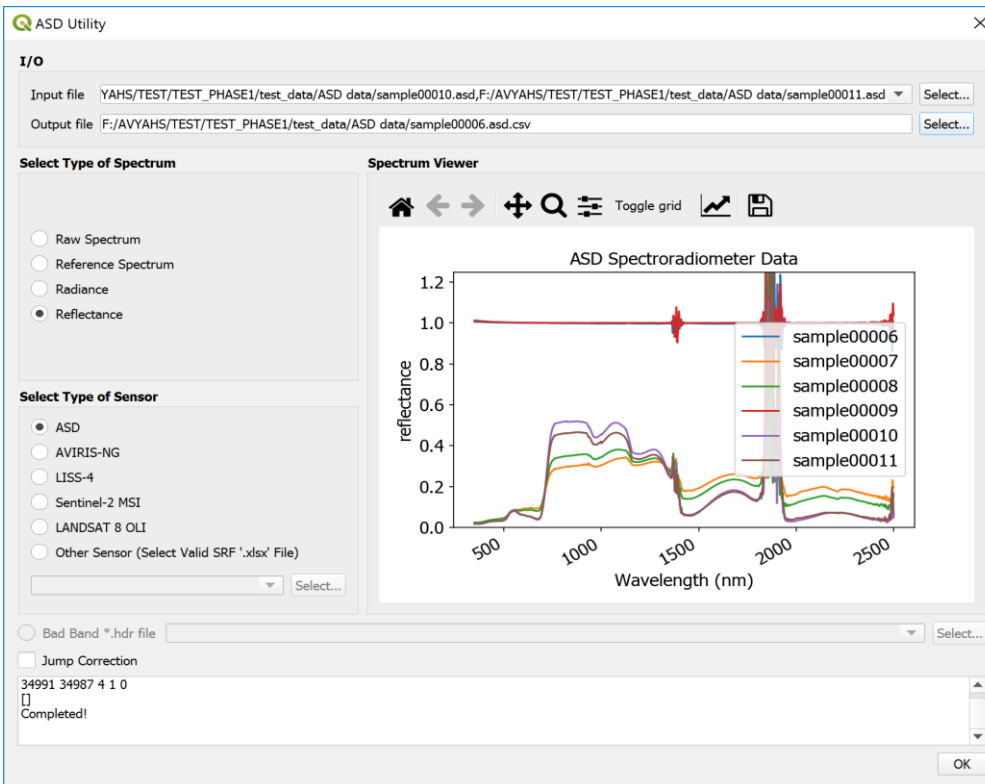 ASD Utility
I/O
Input file YAHS/TEST/TEST_PHASE1/test_data/ASD data/sample00010.asd,F:/AVYAHS/TEST/TEST_PHASE1/test_data/ASD data/sample00011.asd Select...
Output file F:/AVYAHS/TEST/TEST_PHASE1/test_data/ASD data/sample00006.asd.csv Select...
Select Type of Spectrum
Raw Spectrum
Reference Spectrum
Radiance
Reflectance
Select Type of Sensor
ASD
AVIRIS-NG
LISS-4
Sentinel-2 MSI
LANDSAT 8 OLI
Other Sensor (Select Valid SRF '.xlsx' File)
Select...
Spectrum Viewer
Toggle grid
ASD Spectroradiometer Data
1.2
1.0
0.8
0.6
0.4
0.2
0.0
reflectance
sample00006
sample00007
sample00008
sample00009
sample00010
sample00011
500 1000 1500 2000 2500
Wavelength (nm)
Bad Band *.hdr file Select...
Jump Correction
34991 34987 4 1 0
[]
Completed!
OK